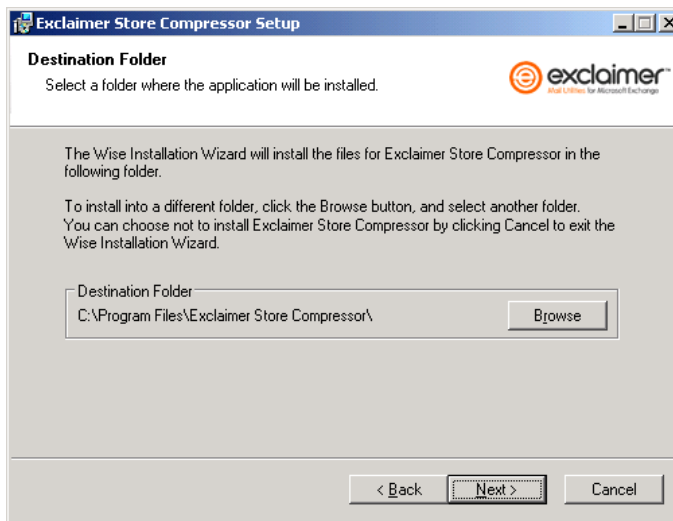 Exclaimer Store Compressor Setup
Destination Folder
Select a folder where the application will be installed.
exclaimer™
Mail Utilities for Microsoft Exchange
The Wise Installation Wizard will install the files for Exclaimer Store Compressor in the
following folder.
To install into a different folder, click the Browse button, and select another folder.
You can choose not to install Exclaimer Store Compressor by clicking Cancel to exit the
Wise Installation Wizard.
Destination Folder
C:\Program Files\Exclaimer Store Compressor\
Browse
< Back
Next >
Cancel